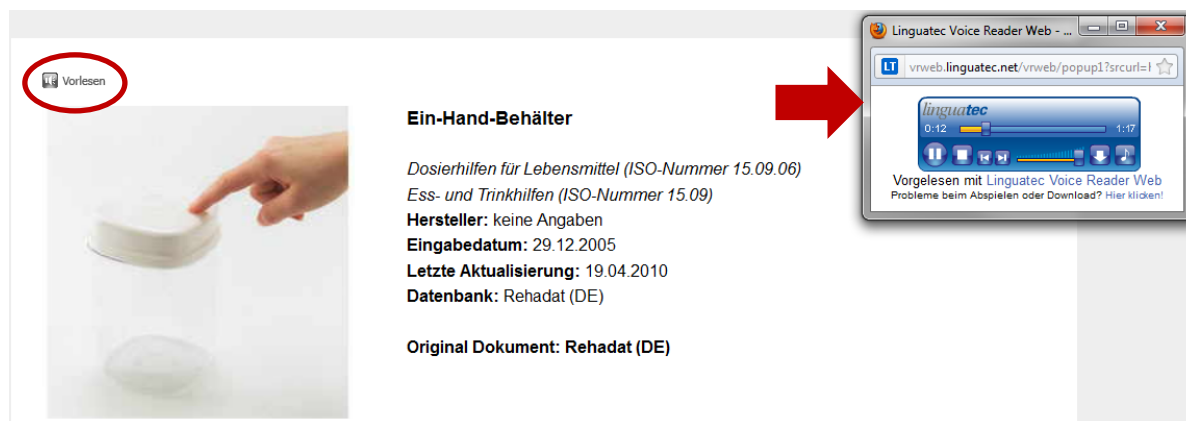 Vorlesen
Ein-Hand-Behälter
Dosierhilfen für Lebensmittel (ISO-Nummer 15.09.06)
Ess- und Trinkhilfen (ISO-Nummer 15.09)
Hersteller: keine Angaben
Eingabedatum: 29.12.2005
Letzte Aktualisierung: 19.04.2010
Datenbank: Rehadat (DE)
Original Dokument: Rehadat (DE)
Linguatec Voice Reader Web - ...
LT vrweb.linguatec.net/vrweb/popup1?srcurl=
linguatec
0:12 1:17
Vorgelesen mit Linguatec Voice Reader Web
Probleme beim Abspielen oder Download? Hier klicken!